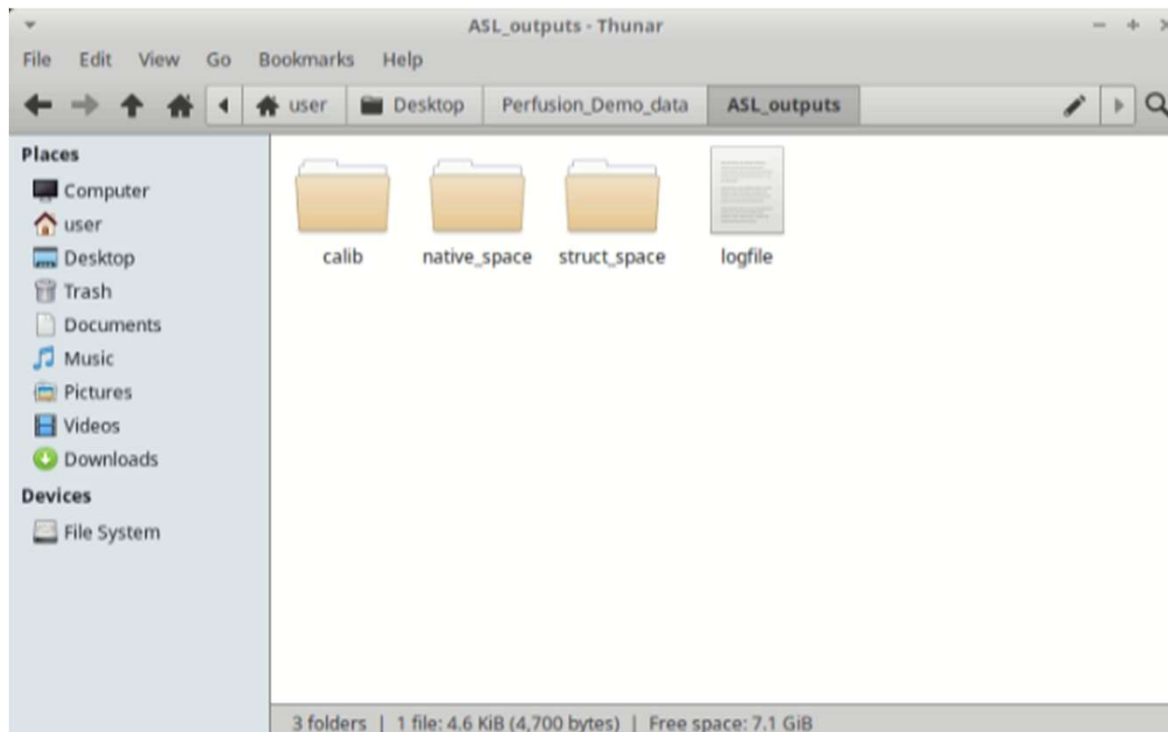 ASL_outputs - Thunar
File Edit View Go Bookmarks Help
user Desktop Perfusion_Demo_data ASL_outputs
Places
Computer
user
Desktop
Trash
Documents
Music
Pictures
Videos
Downloads
Devices
File System
calib native_space struct_space logfile
3 folders | 1 file: 4.6 KiB (4,700 bytes) | Free space: 7.1 GiB